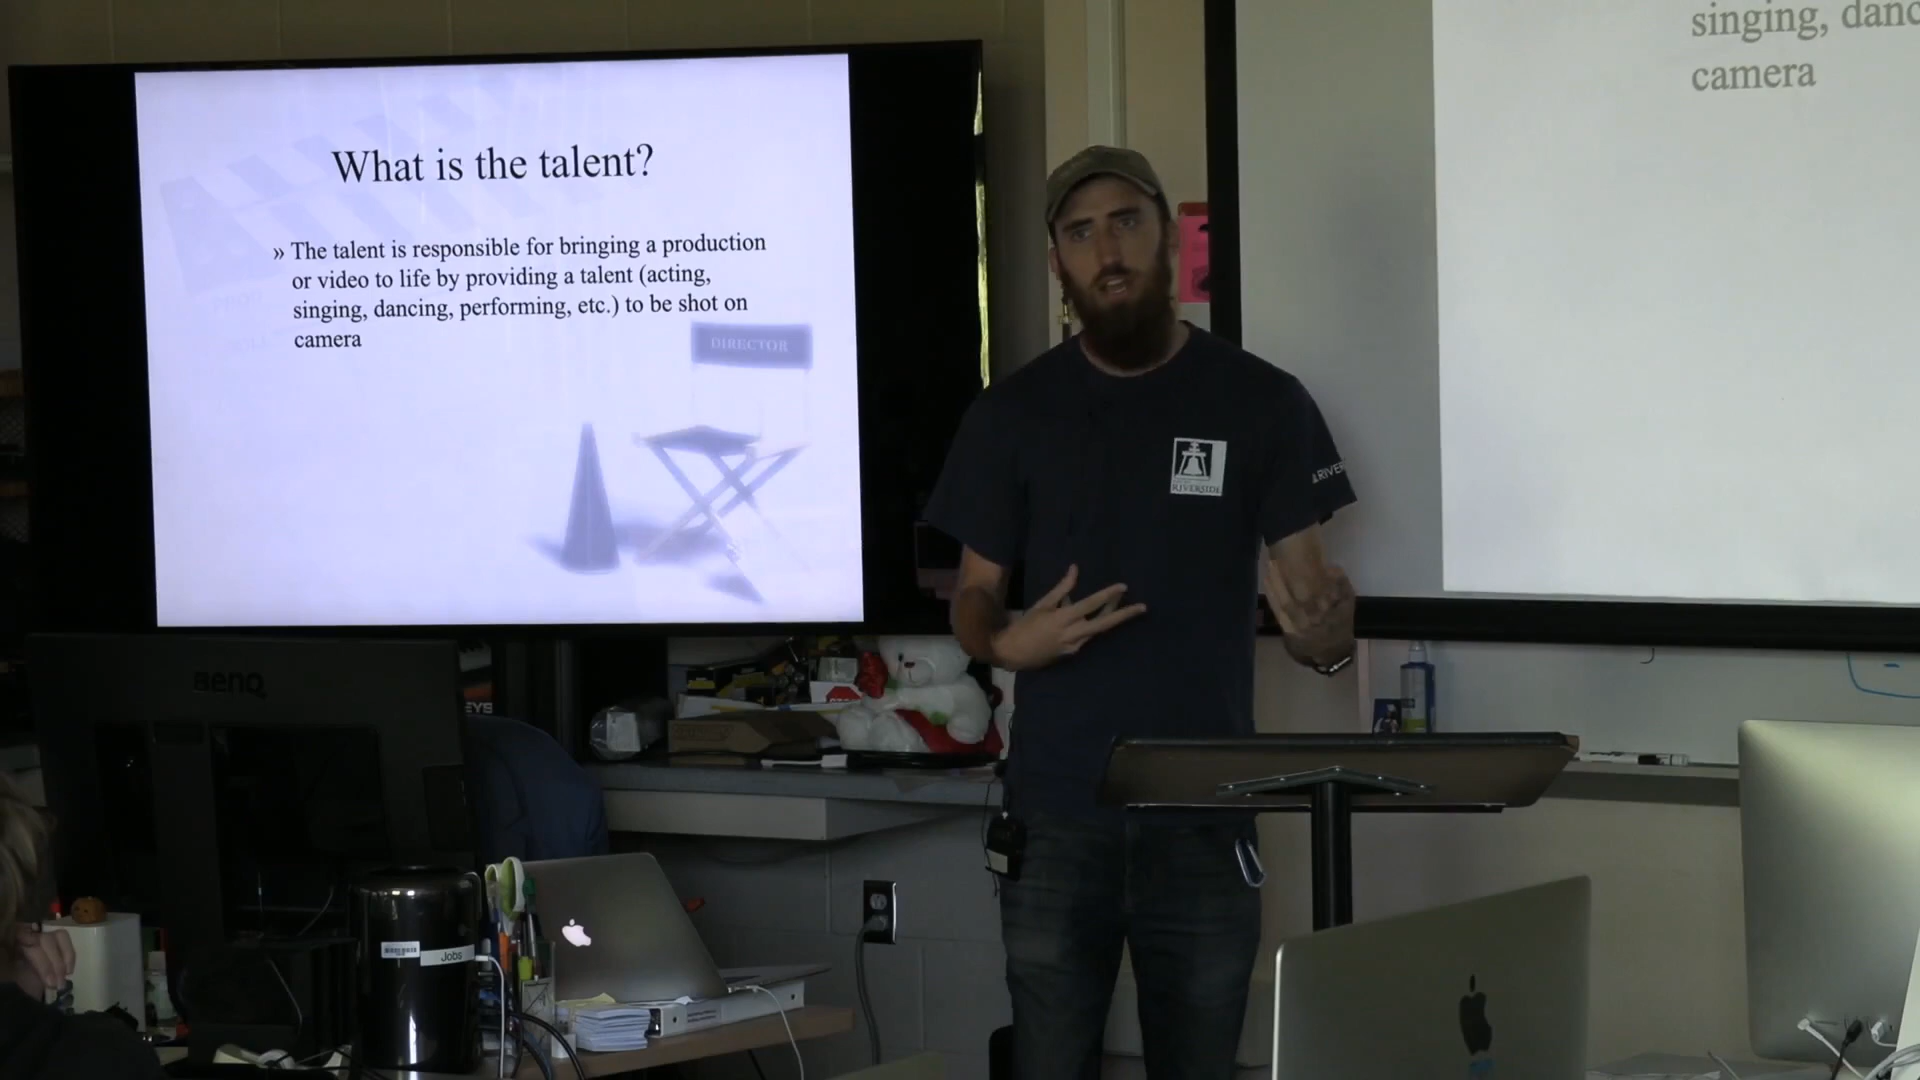 What is the talent?
» The talent is responsible for bringing a production
or video to life by providing a talent (acting,
singing, dancing, performing, etc.) to be shot on
camera
DIRECTOR
singing, danc
camera
RIVERSIDE
BenQ
Jobs